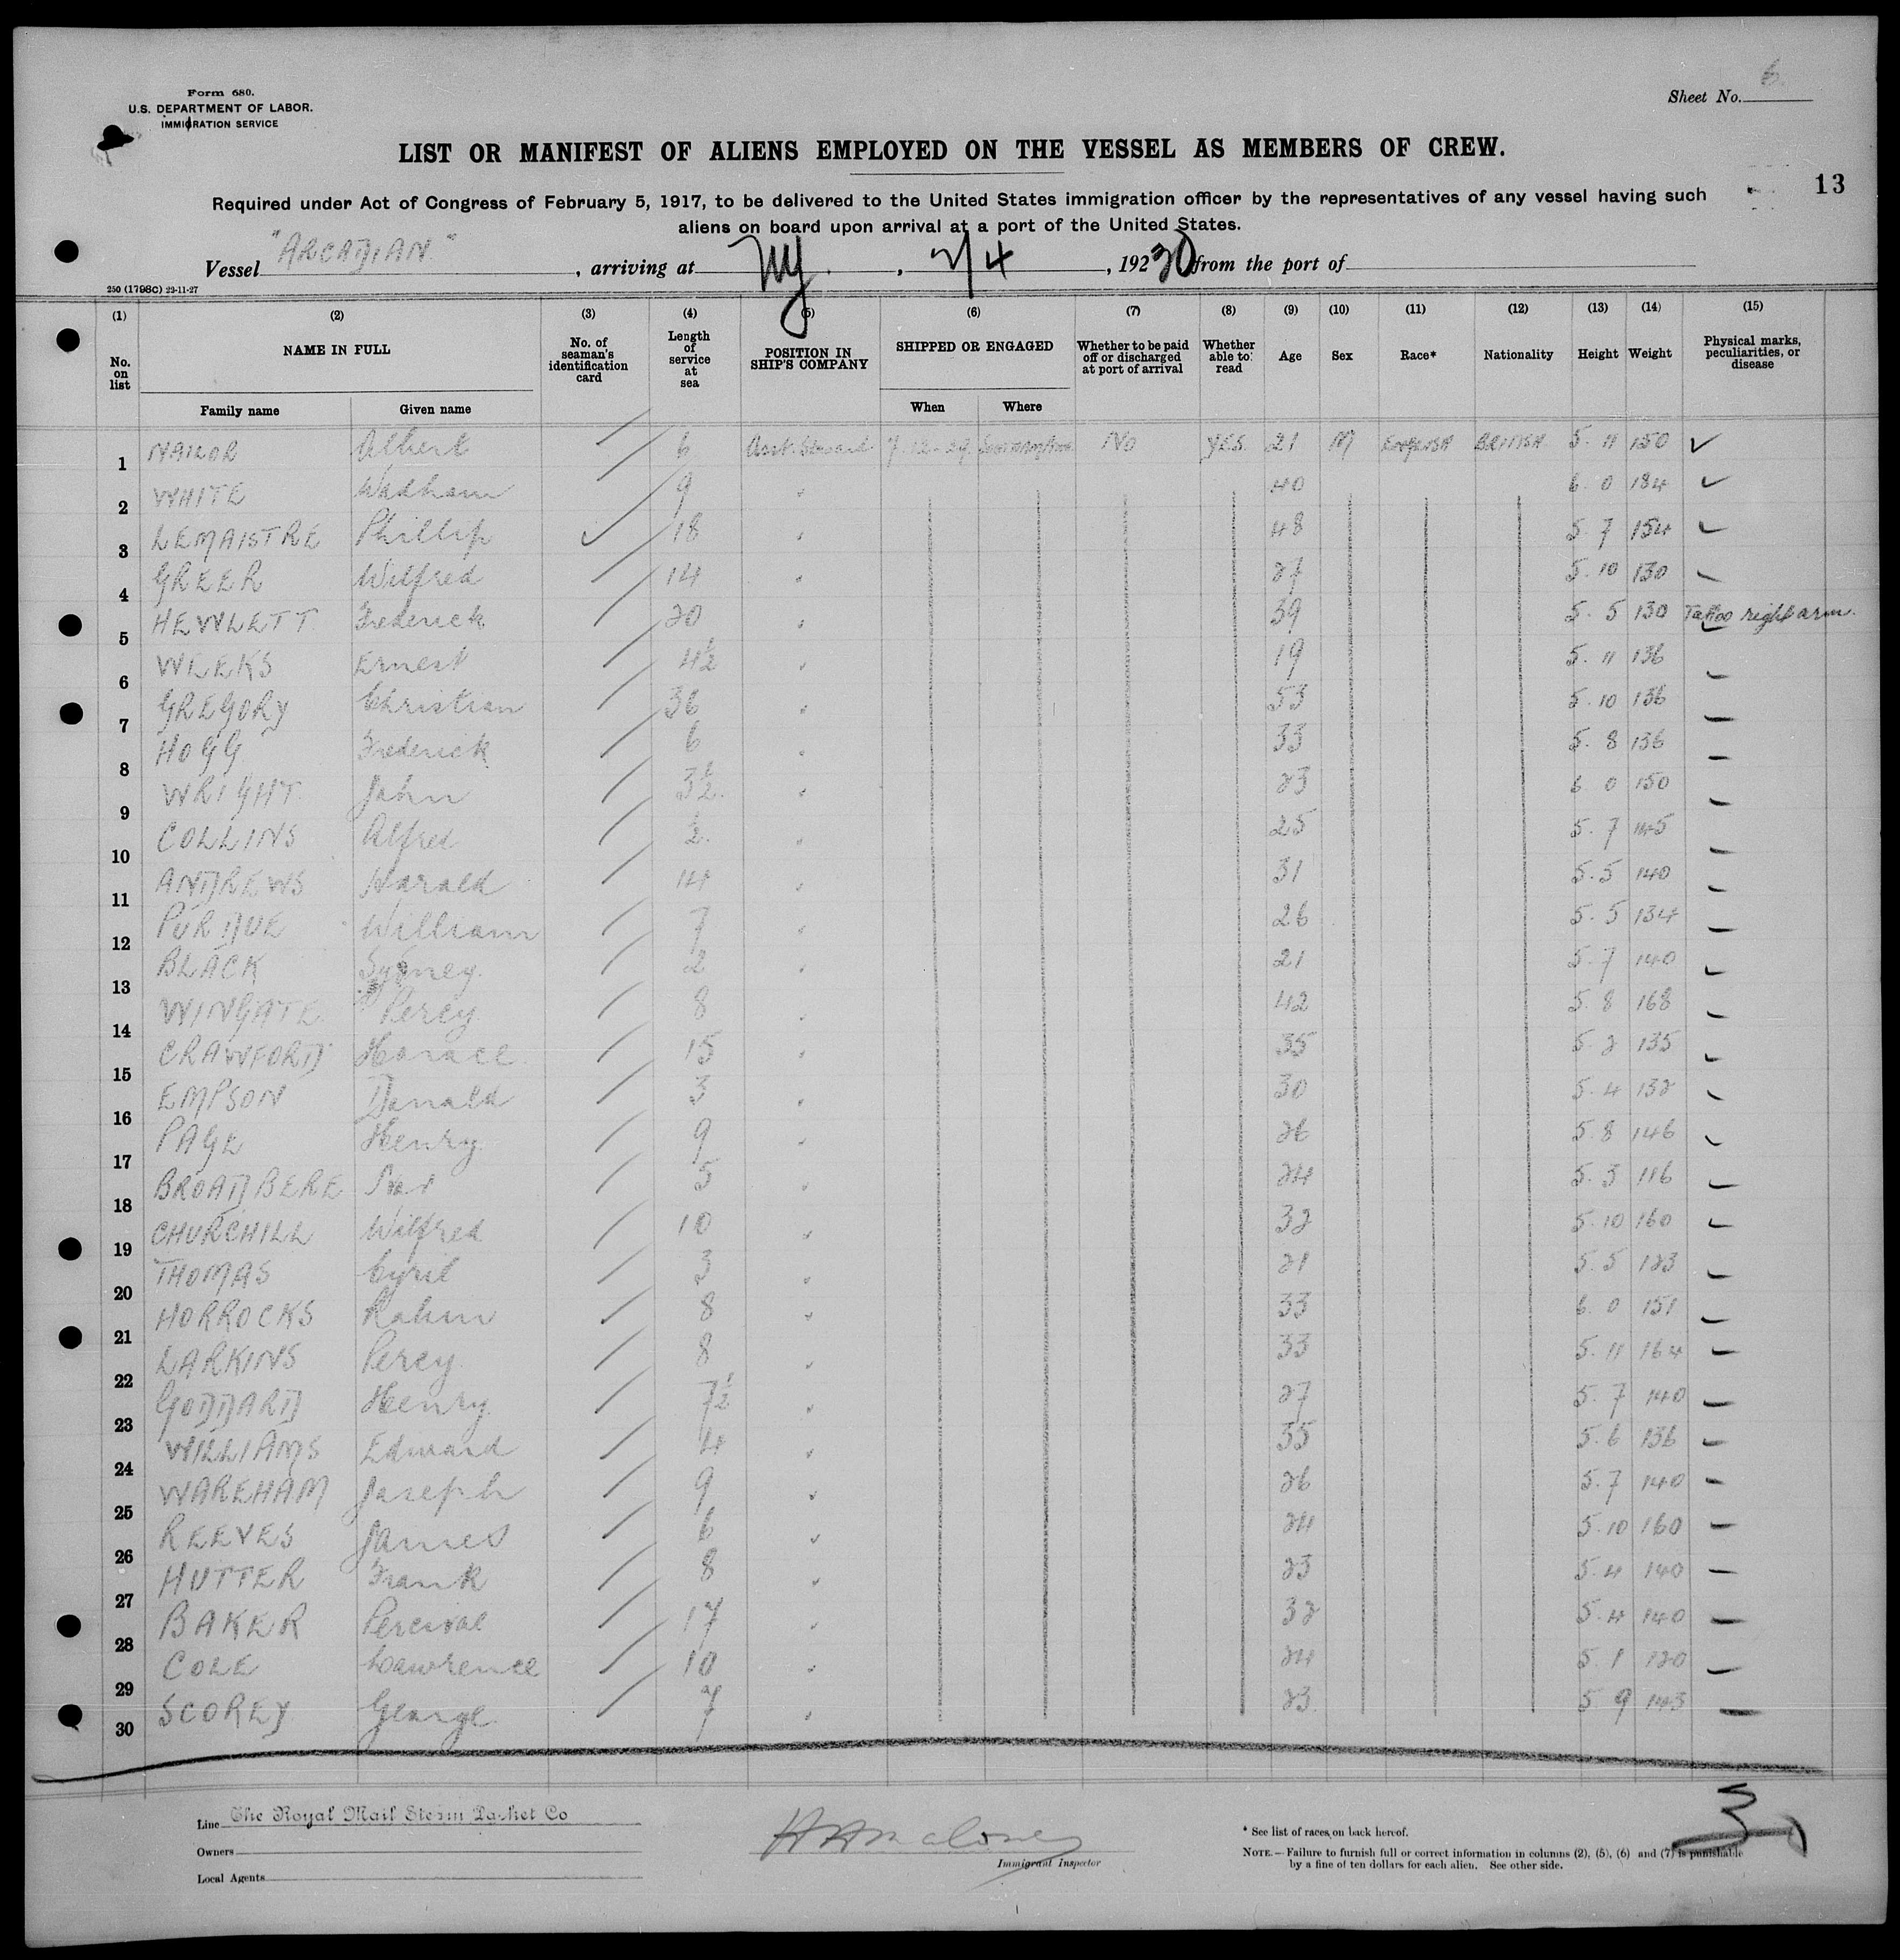 Form 680.
U.S. DEPARTMENT OF LABOR.
IMMIGRATION SERVICE
Sheet No. 6
LIST OR MANIFEST OF ALIENS EMPLOYED ON THE VESSEL AS MEMBERS OF CREW.
13
Required under Act of Congress of February 5, 1917, to be delivered to the United States immigration officer by the representatives of any vessel having such
aliens on board upon arrival at a port of the United States.
Vessel "ARCADIAN" , arriving at NY. , 2/4 , 19230 from the port of
250 (1798C) 22-11-27
(1) (2) (3) (4) (5) (6) (7) (8) (9) (10) (11) (12) (13) (14) (15)
No. on list NAME IN FULL No. of seaman's identification card Length of service at sea POSITION IN SHIP'S COMPANY SHIPPED OR ENGAGED Whether to be paid off or discharged at port of arrival Whether able to read Age Sex Race* Nationality Height Weight Physical marks, peculiarities, or disease
Family name Given name When Where
1 NAILOR Albert 6 Asst. Steward 7.12.29 Southampton No YES 21 M ENGLISH BRITISH 5. 11 150
2 WHITE Wadham 9 40 6. 0 184
3 LEMAISTRE Phillip 18 48 5. 7 154
4 GREER Wilfred 14 27 5. 10 130
5 HEWLETT Frederick 20 39 5. 5 130 Tattoo right arm.
6 WEEKS Ernest 4½ 19 5. 11 136
7 GREGORY Christian 36 53 5. 10 136
8 HOGG Frederick 6 33 5. 8 136
9 WRIGHT John 3½ 23 6 0 150
10 COLLINS Alfred ½ 25 5. 7 145
11 ANDREWS Harald 14 31 5. 5 140
12 PURDUE William 7 26 5. 5 134
13 BLACK Sydney 2 21 5. 7 140
14 WINGATE Percy 8 42 5. 8 168
15 CRAWFORD Horace 15 35 5. 2 135
16 EMPSON Donald 3 30 5. 4 132
17 PAGE Henry 9 26 5. 8 146
18 BROADBERE 5 24 5. 3 116
19 CHURCHILL Wilfred 10 32 5. 10 160
20 THOMAS Cyril 3 21 5. 5 123
21 HORROCKS 8 33 6. 0 151
22 LARKINS Percy 8 33 5. 11 164
23 GODDARD Henry 7½ 27 5. 7 140
24 WILLIAMS Edward 4 35 5. 6 136
25 WAREHAM Joseph 9 26 5. 7 140
26 REEVES James 6 24 5. 10 160
27 HUTTER Frank 8 23 5. 4 140
28 BAKER Percival 17 32 5. 4 140
29 COLE Lawrence 10 24 5. 1 120
30 SCOREY George 7 23 5 9 143
Line The Royal Mail Steam Packet Co
Owners
Local Agents
Immigrant Inspector
* See list of races on back hereof.
NOTE.—Failure to furnish full or correct information in columns (2), (5), (6) and (7) is punishable
by a fine of ten dollars for each alien. See other side.